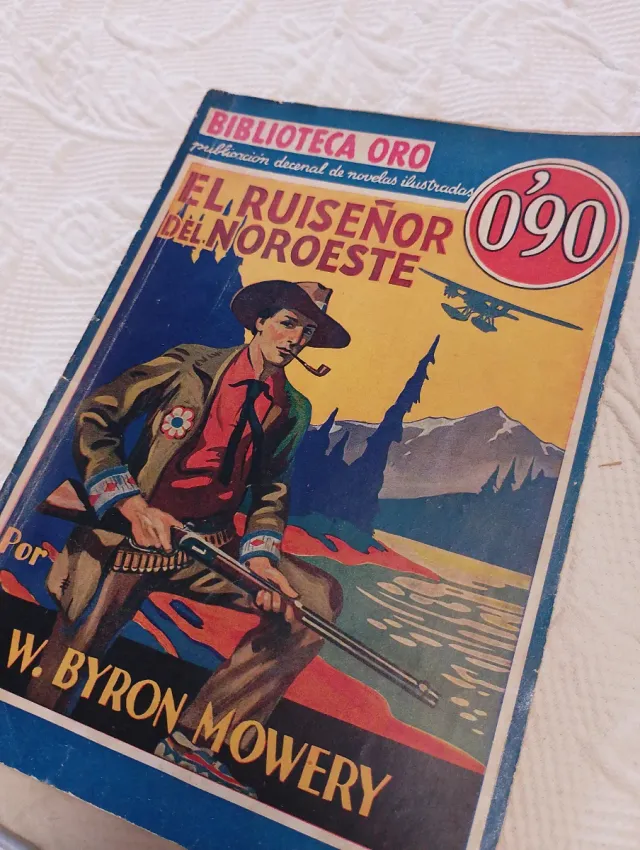 BIBLIOTECA ORO
publicación decenal de novelas ilustradas
0'90
EL RUISEÑOR
DEL NOROESTE
Por
W. BYRON MOWERY